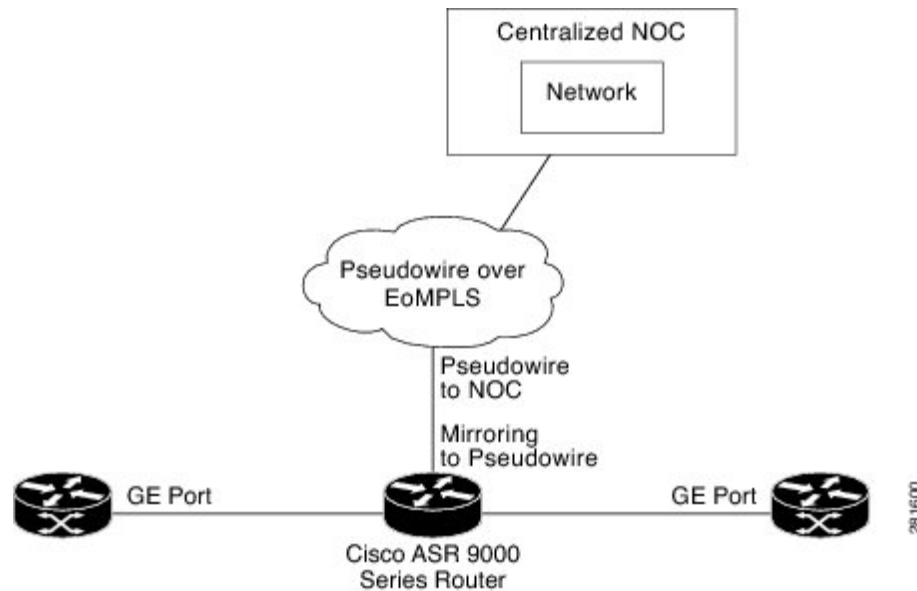 Centralized NOC
Network
Pseudowire over
EoMPLS
Pseudowire
to NOC
Mirroring
to Pseudowire
GE Port
GE Port
Cisco ASR 9000
Series Router
281600